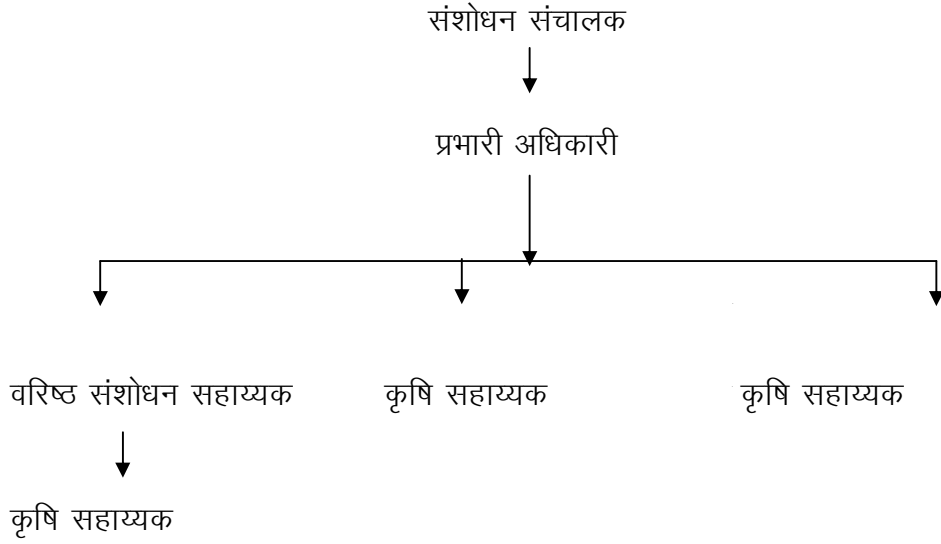 संशोधन संचालक
प्रभारी अधिकारी
वरिष्ठ संशोधन सहाय्यक कृषि सहाय्यक कृषि सहाय्यक
कृषि सहाय्यक